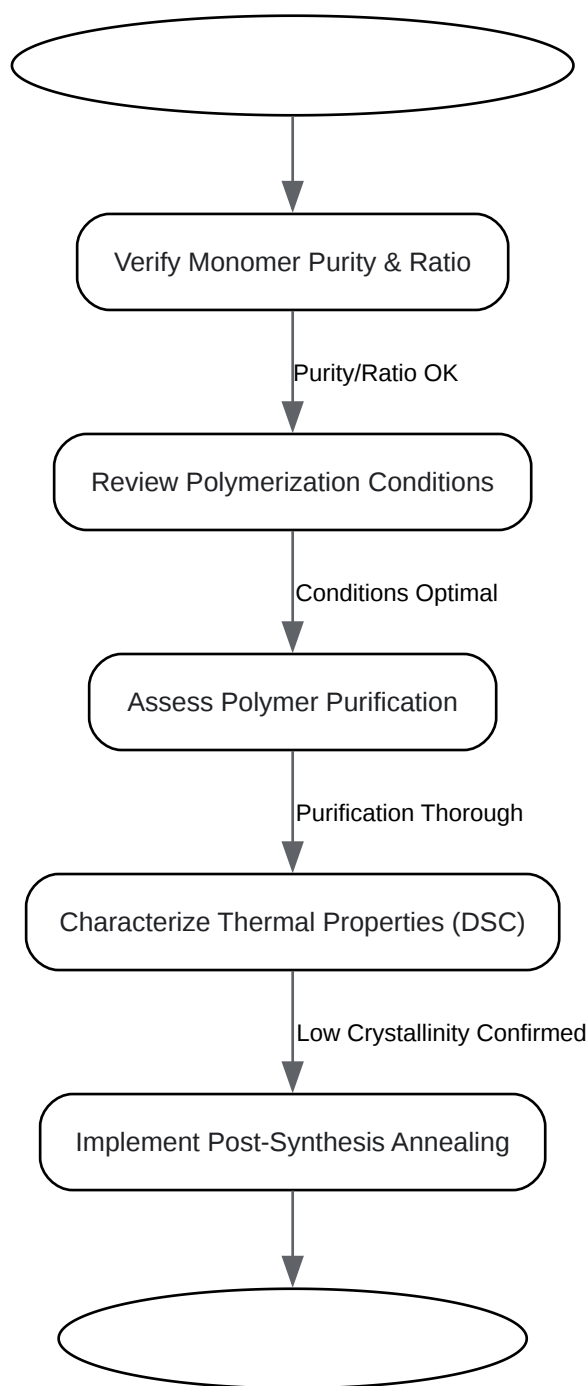 Verify Monomer Purity & Ratio
Purity/Ratio OK
Review Polymerization Conditions
Conditions Optimal
Assess Polymer Purification
Purification Thorough
Characterize Thermal Properties (DSC)
Low Crystallinity Confirmed
Implement Post-Synthesis Annealing